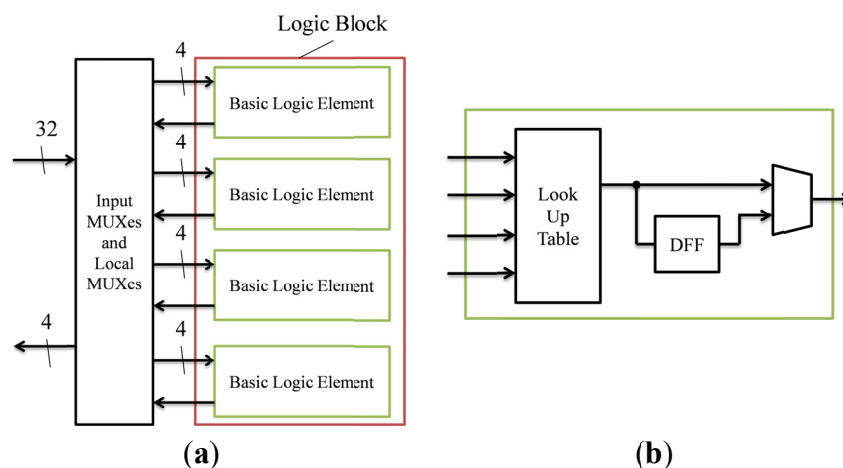 Logic Block
4
Basic Logic Element
32
4
Basic Logic Element
Input
MUXes
and
Local
MUXes
4
Basic Logic Element
4
4
Basic Logic Element
(a)
Look
Up
Table
DFF
(b)